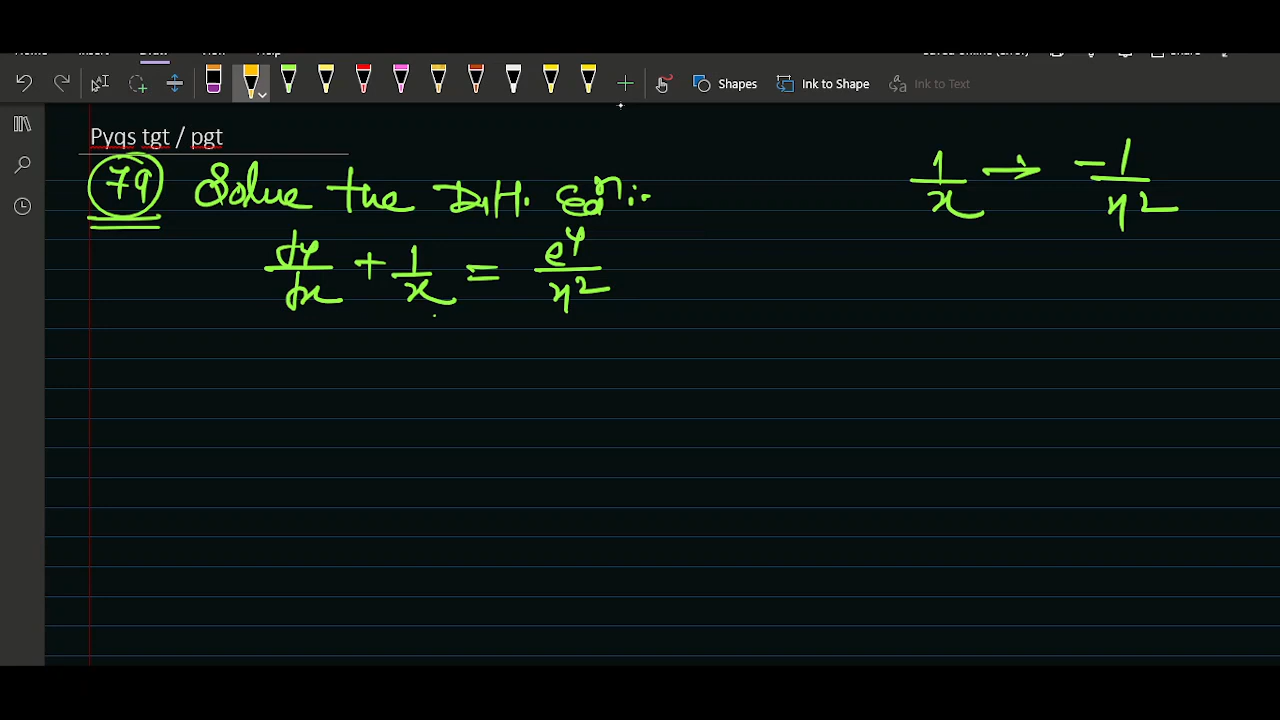 Shapes
Ink to Shape
Ink to Text
Pyqs tgt / pgt
79 Solve the Diff. Eqn:-
dy/dx + 1/x = e^y/x^2
1/x → -1/x^2